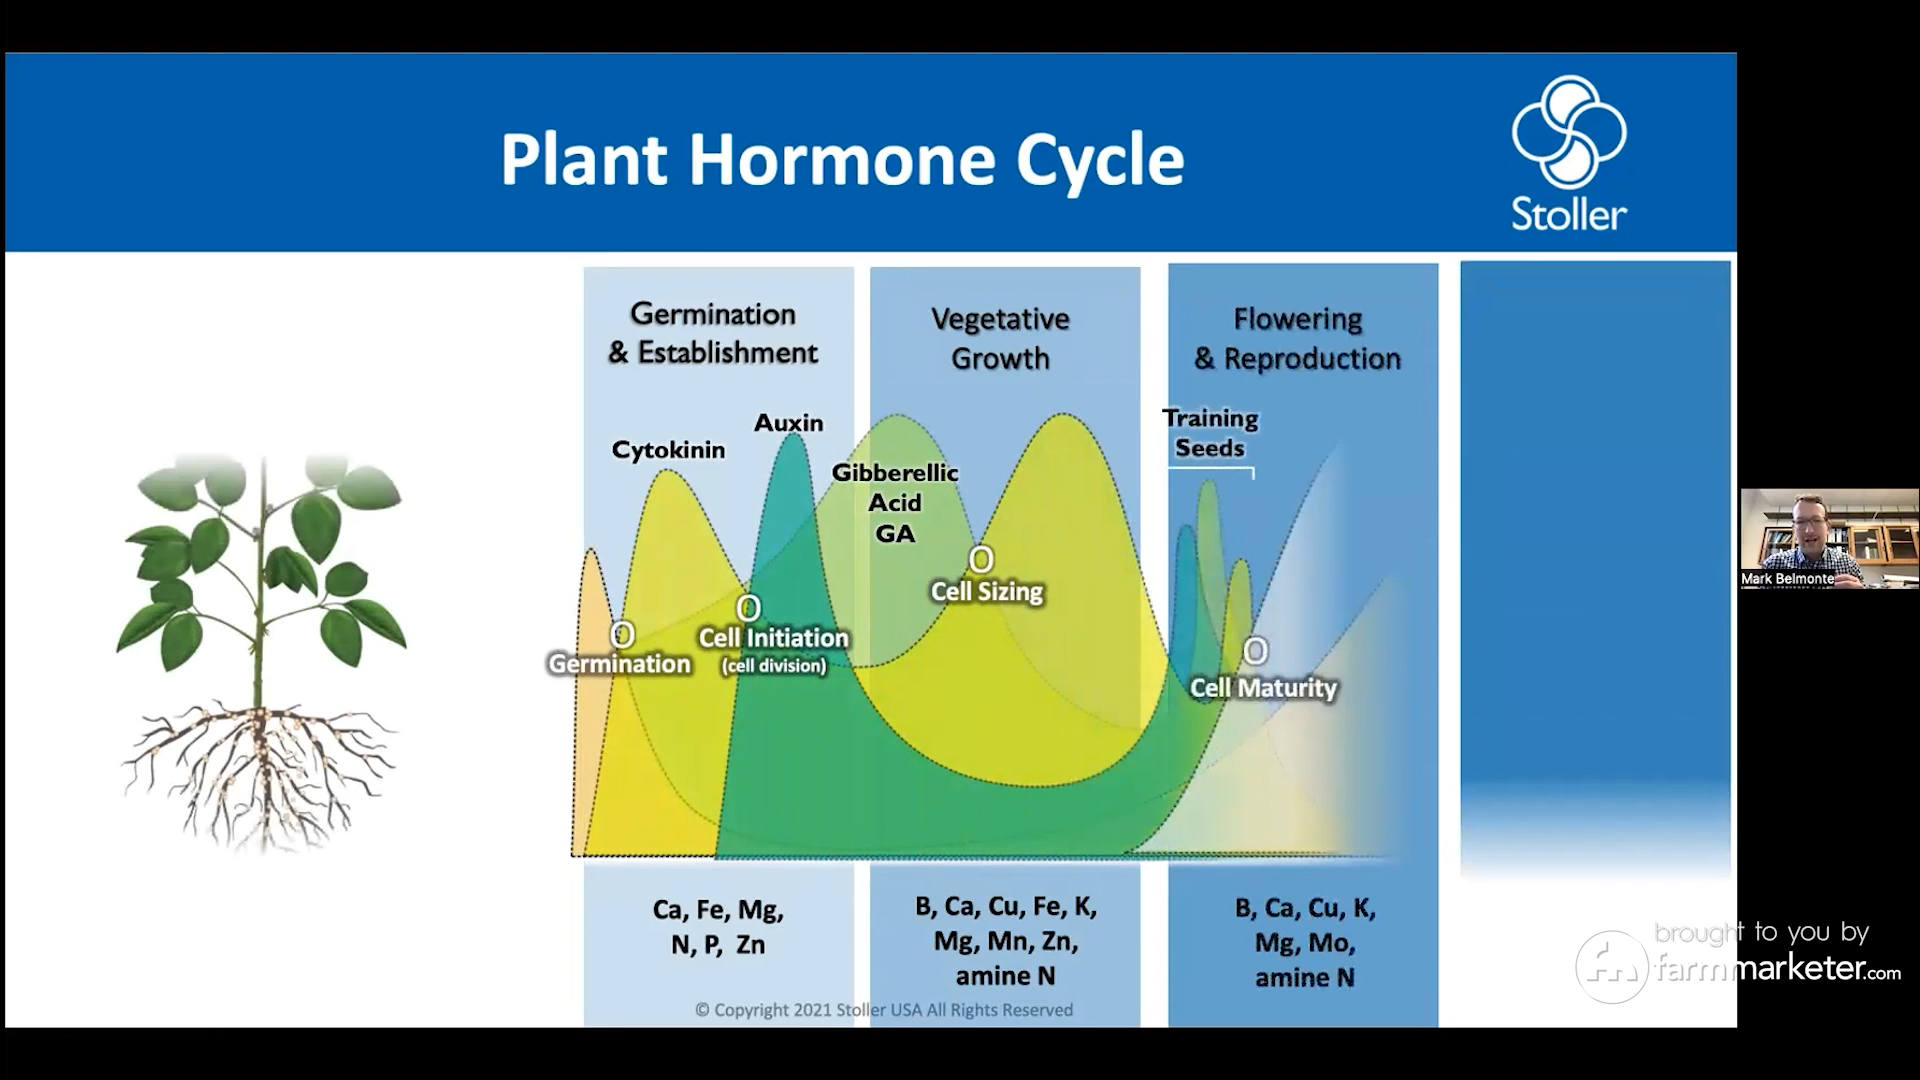 Plant Hormone Cycle
Stoller
Germination
& Establishment
Vegetative
Growth
Flowering
& Reproduction
Cytokinin
Auxin
Gibberellic
Acid
GA
Training
Seeds
O
Germination
O
Cell Initiation
(cell division)
O
Cell Sizing
O
Cell Maturity
Ca, Fe, Mg,
N, P, Zn
B, Ca, Cu, Fe, K,
Mg, Mn, Zn,
amine N
B, Ca, Cu, K,
Mg, Mo,
amine N
© Copyright 2021 Stoller USA All Rights Reserved
Mark Belmonte
brought to you by
farmmarketer.com